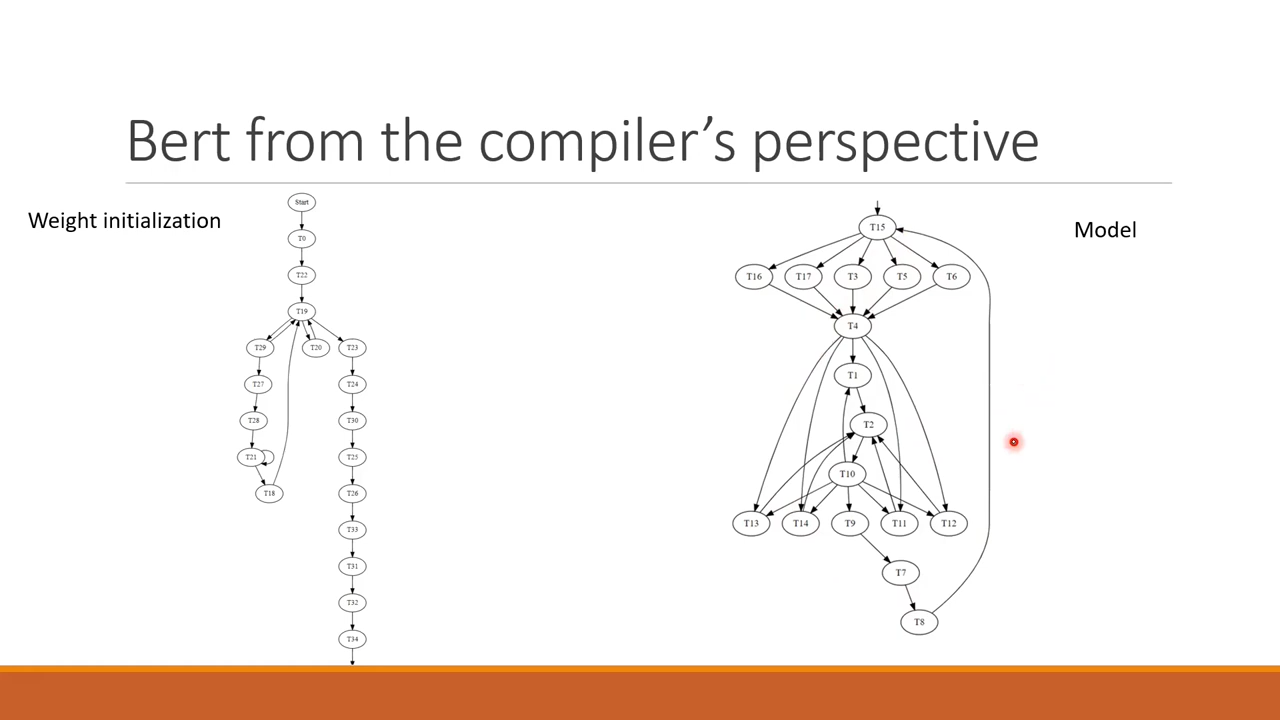 Bert from the compiler’s perspective
Weight initialization
Start
T0
T22
T19
T29
T20
T23
T27
T24
T28
T30
T21
T25
T18
T26
T33
T31
T32
T34
Model
T15
T16
T17
T3
T5
T6
T4
T1
T2
T10
T13
T14
T9
T11
T12
T7
T8